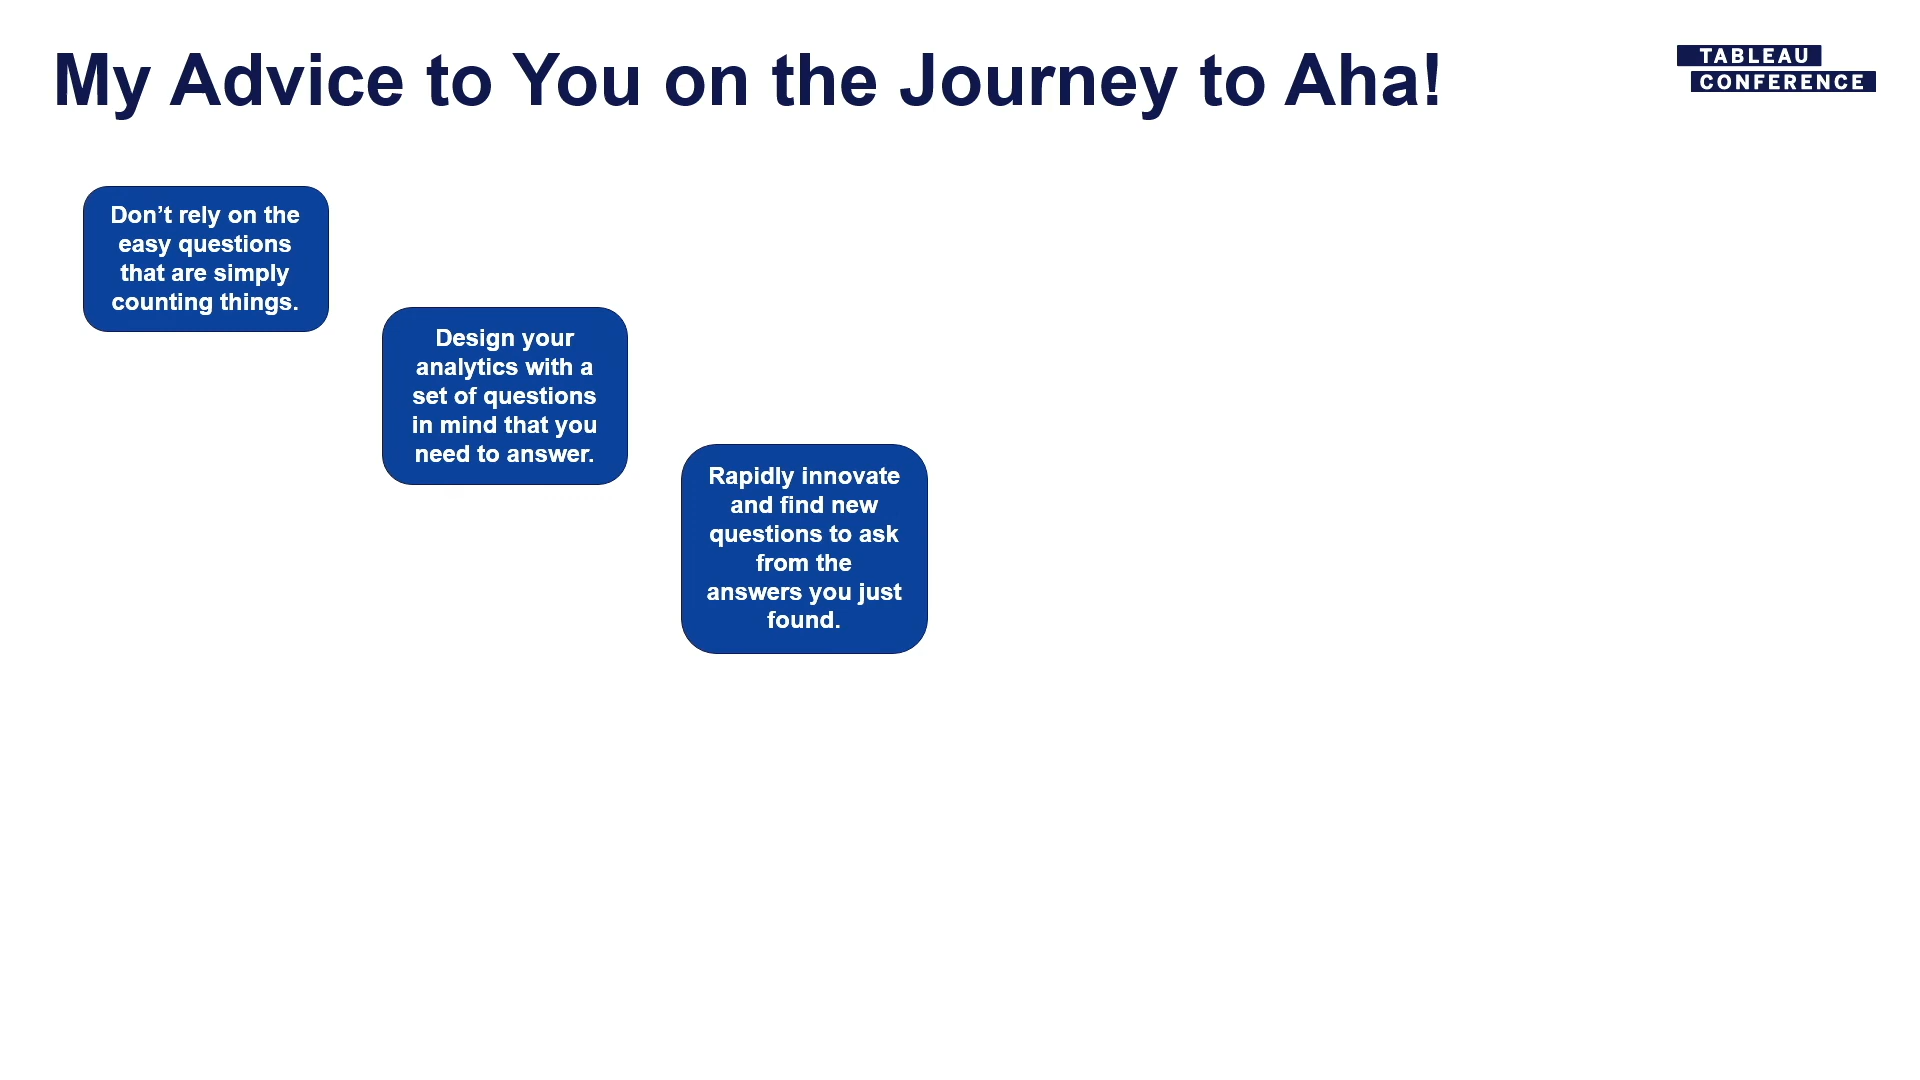 My Advice to You on the Journey to Aha!
TABLEAU
CONFERENCE
Don’t rely on the
easy questions
that are simply
counting things.
Design your
analytics with a
set of questions
in mind that you
need to answer.
Rapidly innovate
and find new
questions to ask
from the
answers you just
found.